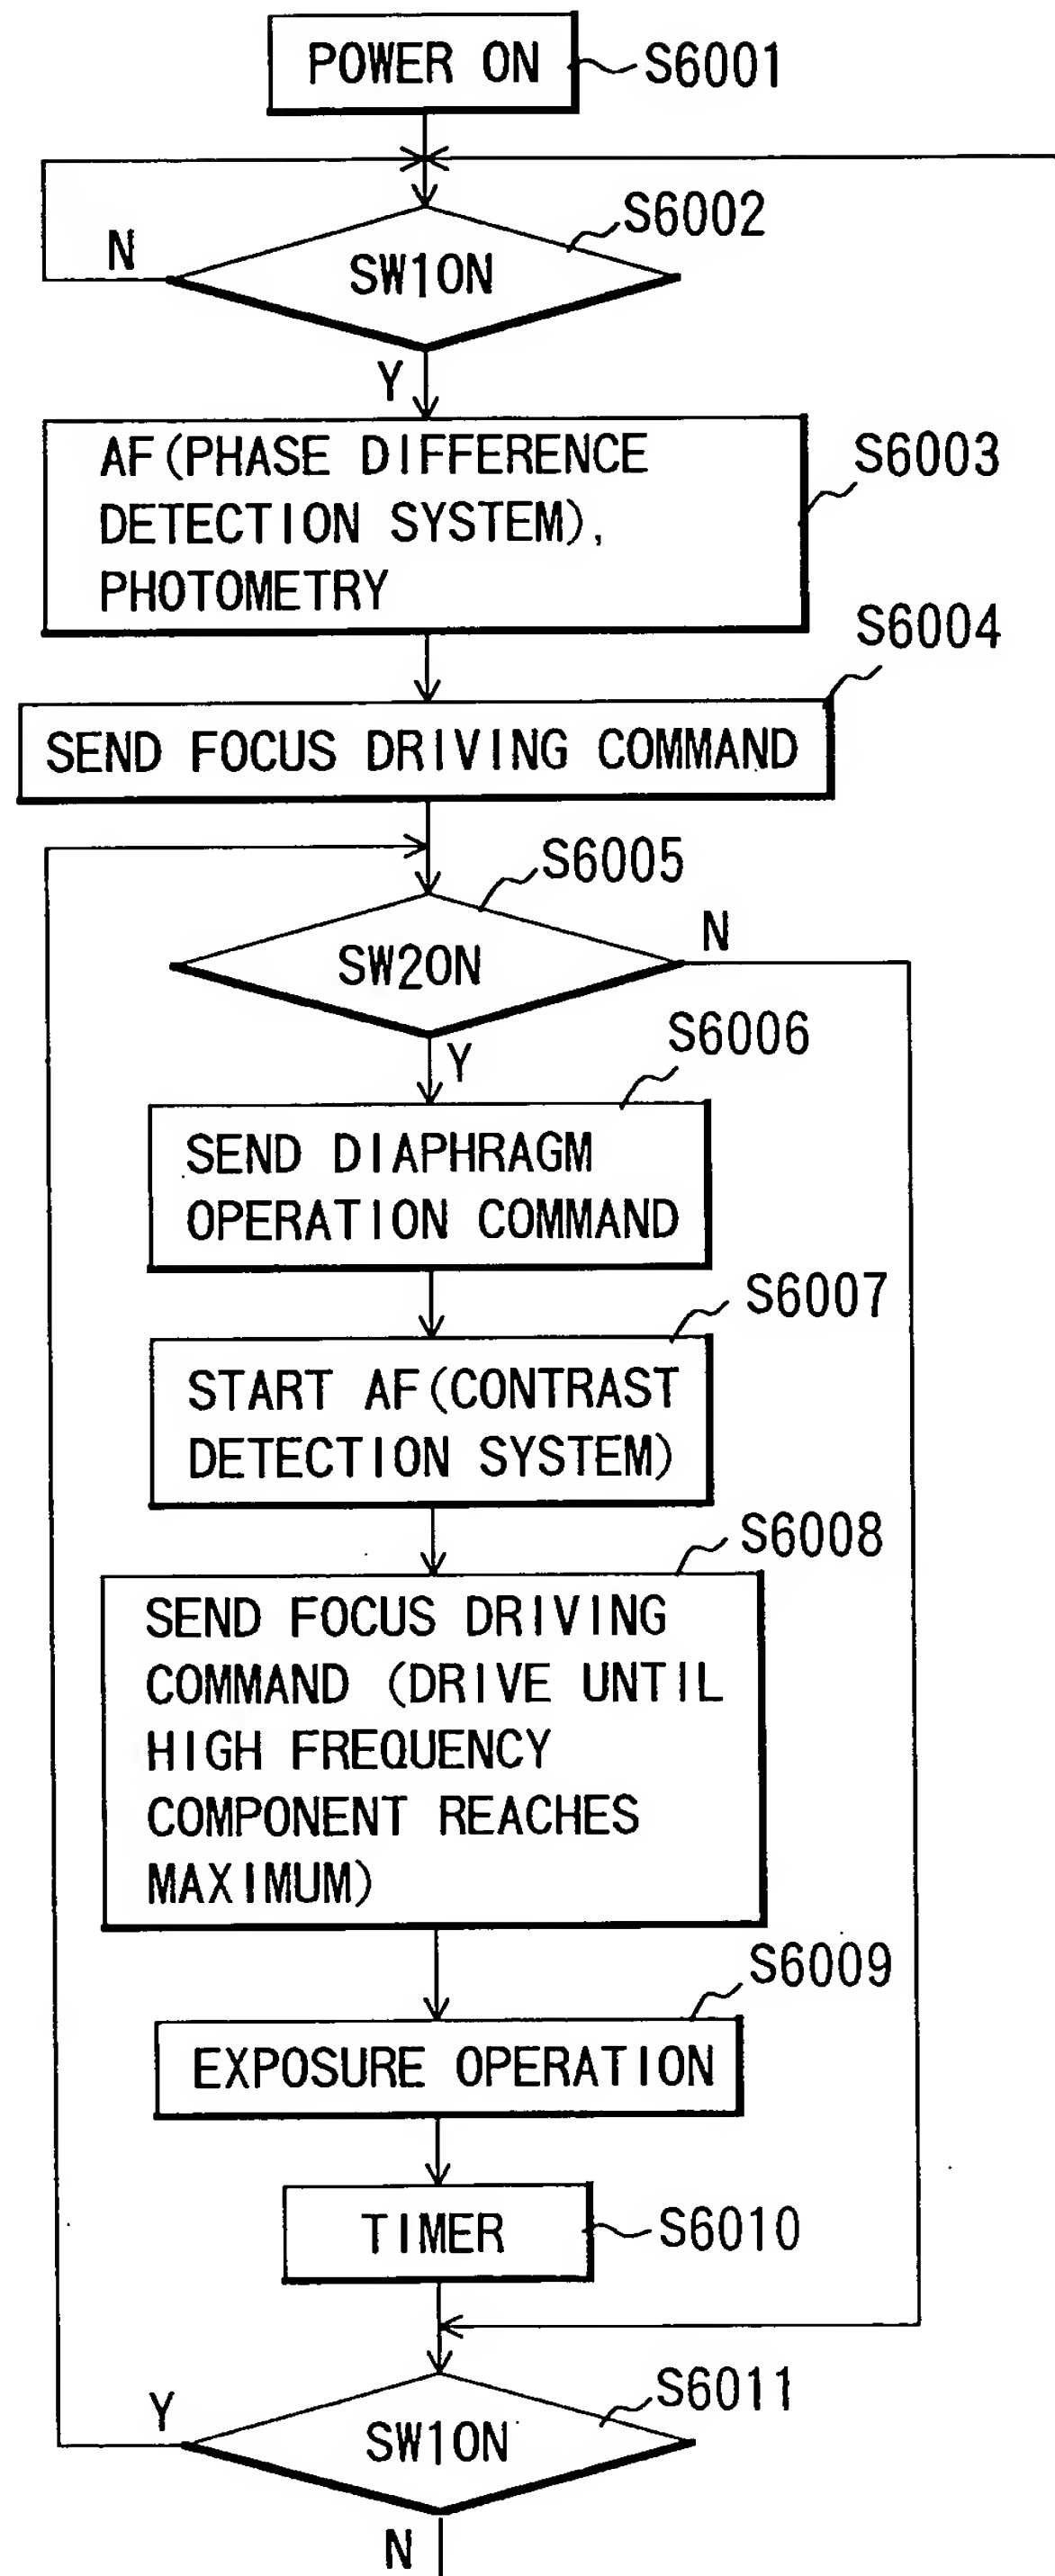 POWER ON
S6001
S6002
N
SW1ON
Y
AF(PHASE DIFFERENCE
DETECTION SYSTEM),
PHOTOMETRY
S6003
S6004
SEND FOCUS DRIVING COMMAND
S6005
SW2ON
N
Y
S6006
SEND DIAPHRAGM
OPERATION COMMAND
S6007
START AF(CONTRAST
DETECTION SYSTEM)
S6008
SEND FOCUS DRIVING
COMMAND (DRIVE UNTIL
HIGH FREQUENCY
COMPONENT REACHES
MAXIMUM)
S6009
EXPOSURE OPERATION
TIMER
S6010
S6011
Y
SW1ON
N